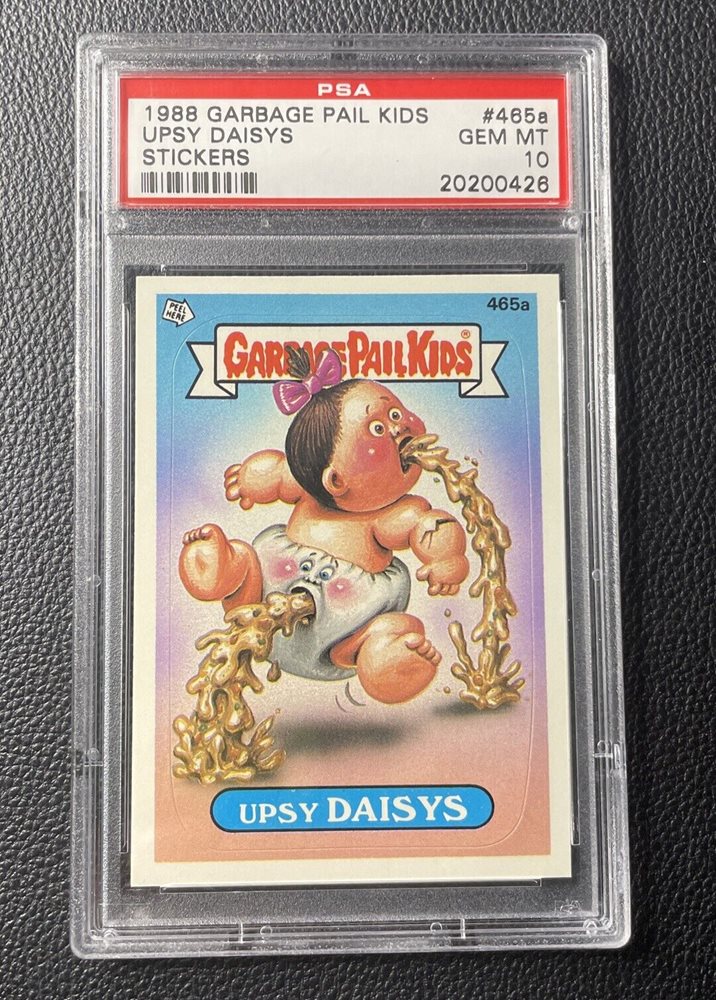 PSA
1988 GARBAGE PAIL KIDS #465a
UPSY DAISYS GEM MT
STICKERS 10
20200426
PEEL HERE
465a
GARBAGE PAIL KIDS®
UPSY DAISYS